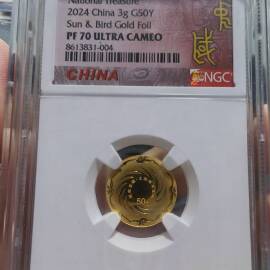 National Treasure
2024 China 3g G50Y
Sun & Bird Gold Foil
PF 70 ULTRA CAMEO
8613831-004
CHINA
NGC
50